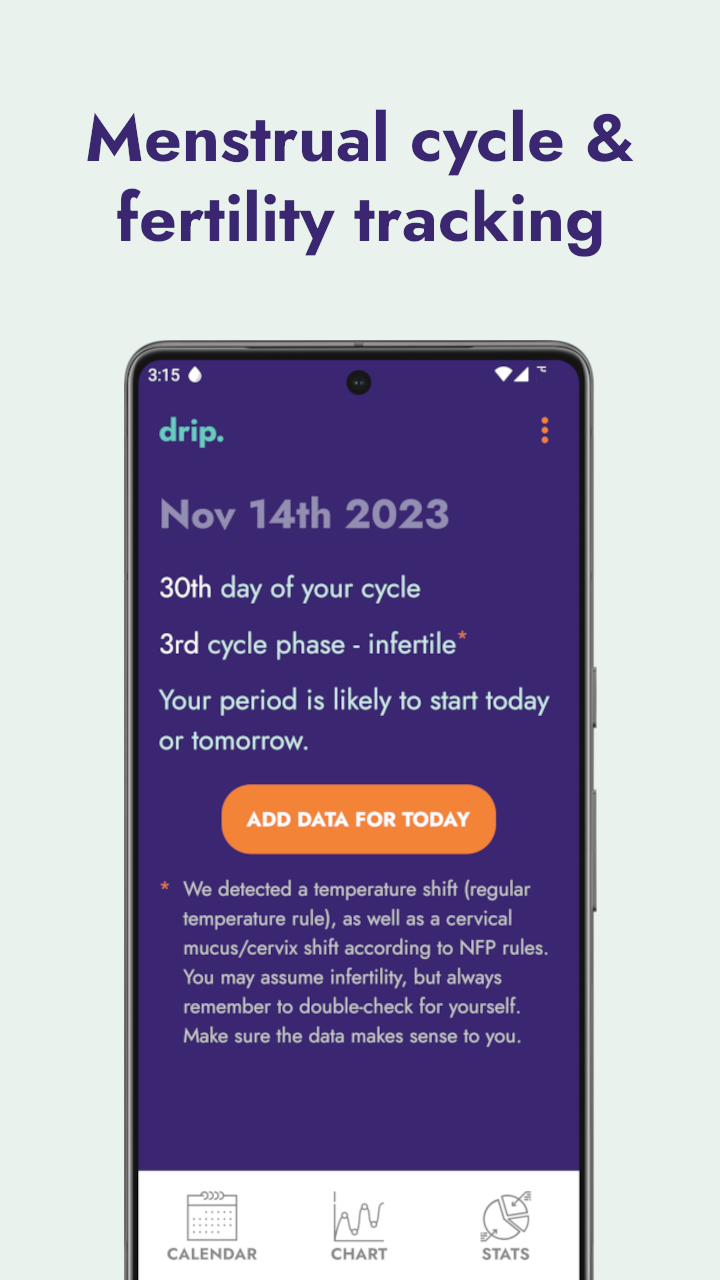 Menstrual cycle &
fertility tracking
3:15
drip.
Nov 14th 2023
30th day of your cycle
3rd cycle phase - infertile*
Your period is likely to start today
or tomorrow.
ADD DATA FOR TODAY
* We detected a temperature shift (regular
temperature rule), as well as a cervical
mucus/cervix shift according to NFP rules.
You may assume infertility, but always
remember to double-check for yourself.
Make sure the data makes sense to you.
CALENDAR
CHART
STATS